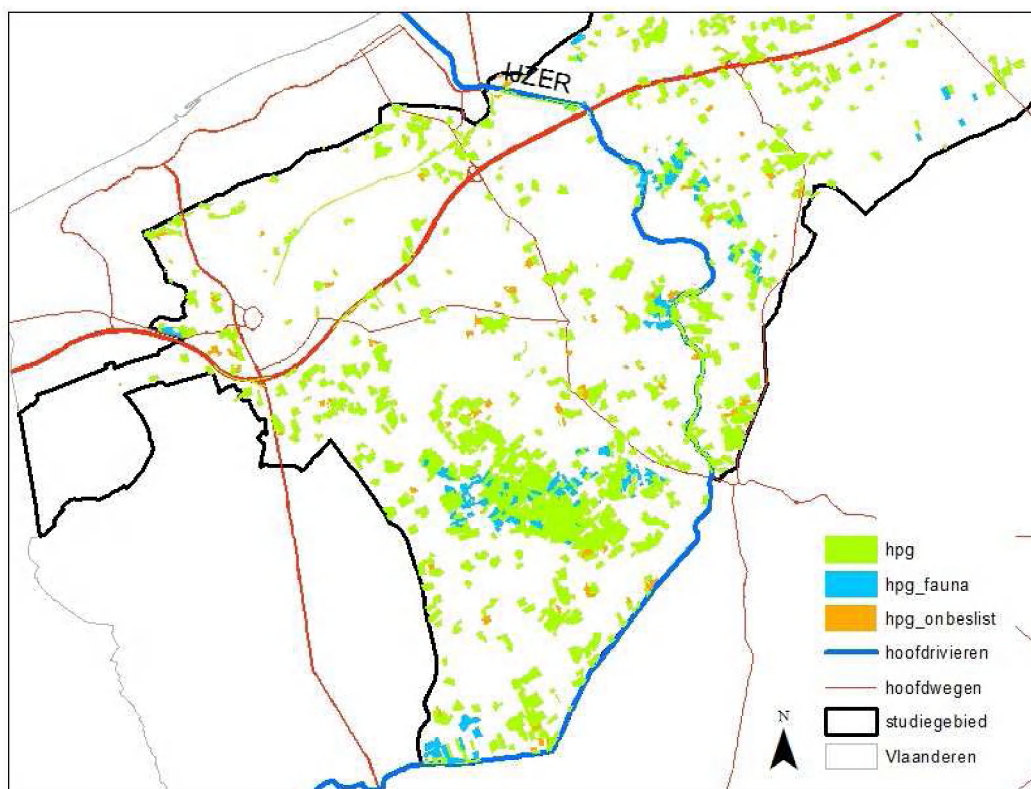 IJZER
hpg
hpg_fauna
hpg_onbeslist
hoofdrivieren
hoofdwegen
N
studiegebied
Vlaanderen